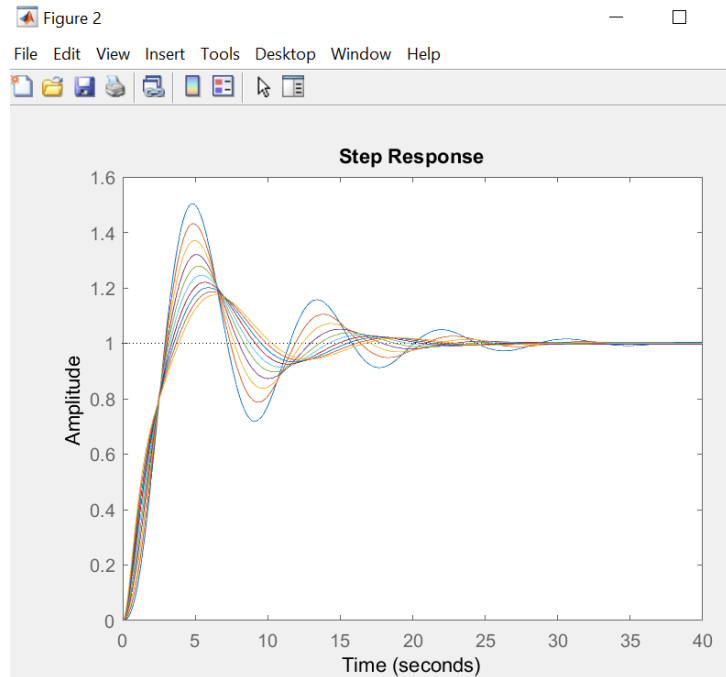 Figure 2
File Edit View Insert Tools Desktop Window Help
Step Response
1.6
1.4
1.2
1
0.8
0.6
0.4
0.2
0
Amplitude
0 5 10 15 20 25 30 35 40
Time (seconds)